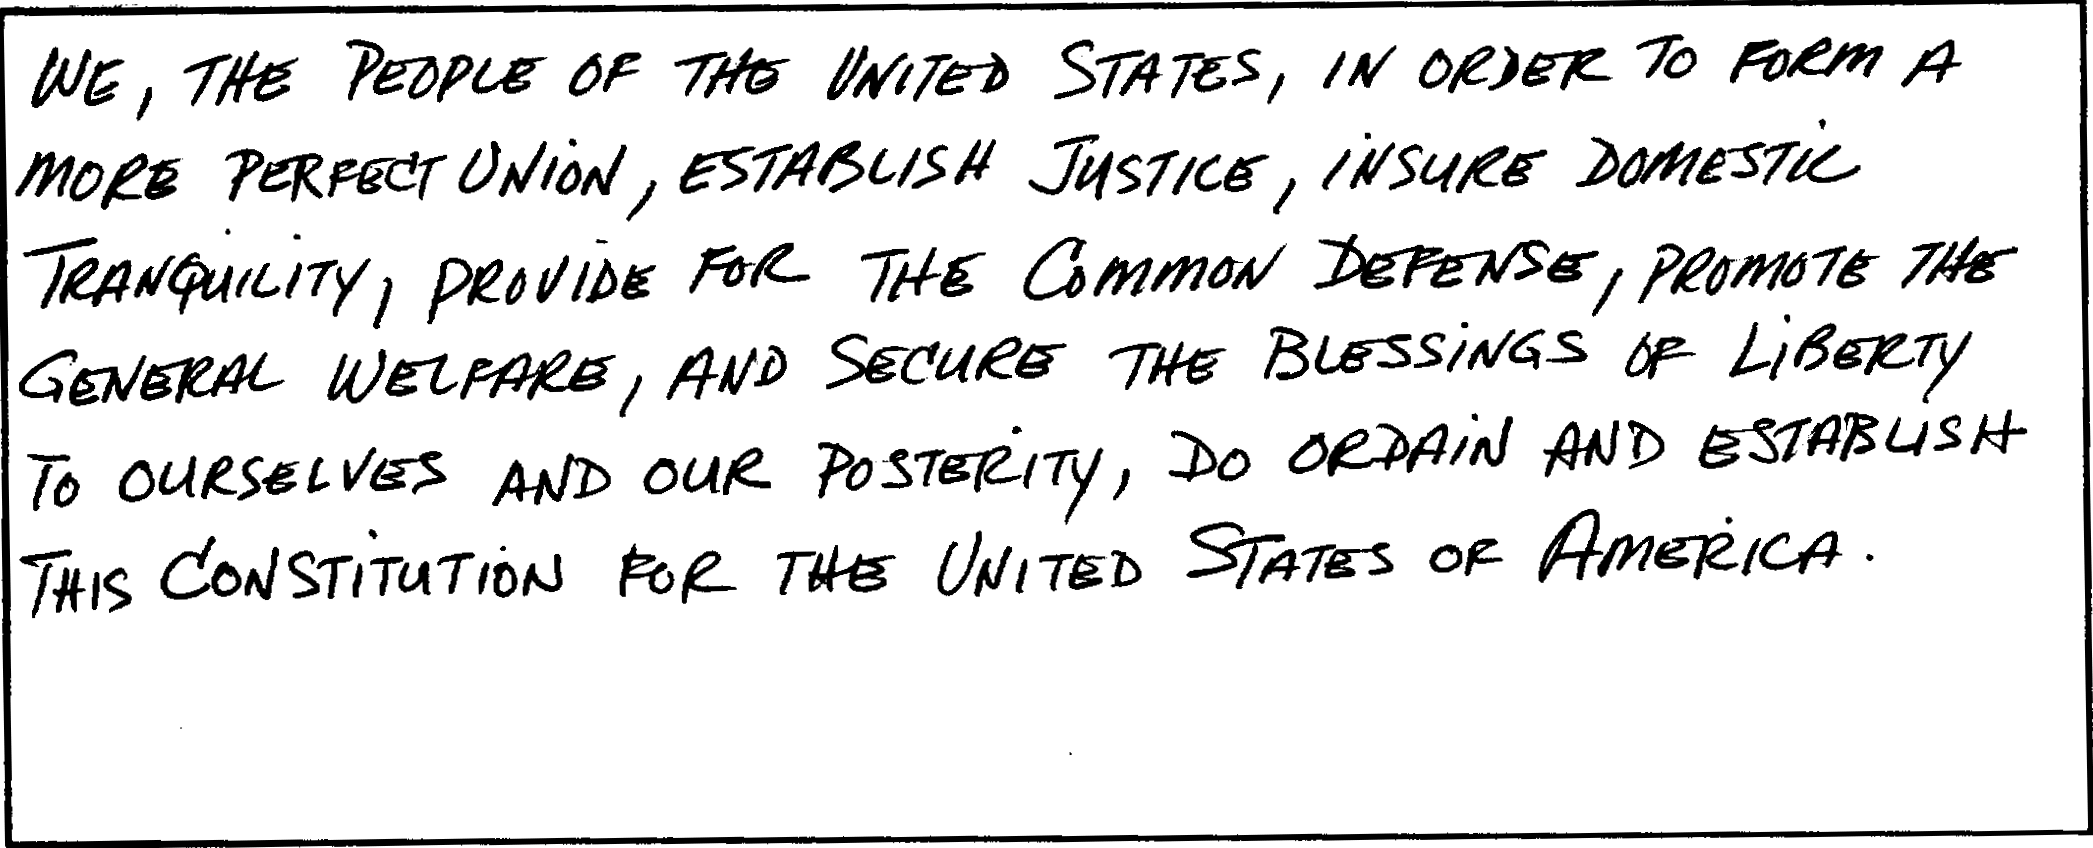 WE, THE PEOPLE OF THE UNITED STATES, IN ORDER TO FORM A
MORE PERFECT UNION, ESTABLISH JUSTICE, INSURE DOMESTIC
TRANQUILITY, PROVIDE FOR THE COMMON DEFENSE, PROMOTE THE
GENERAL WELFARE, AND SECURE THE BLESSINGS OF LIBERTY
TO OURSELVES AND OUR POSTERITY, DO ORDAIN AND ESTABLISH
THIS CONSTITUTION FOR THE UNITED STATES OF AMERICA.